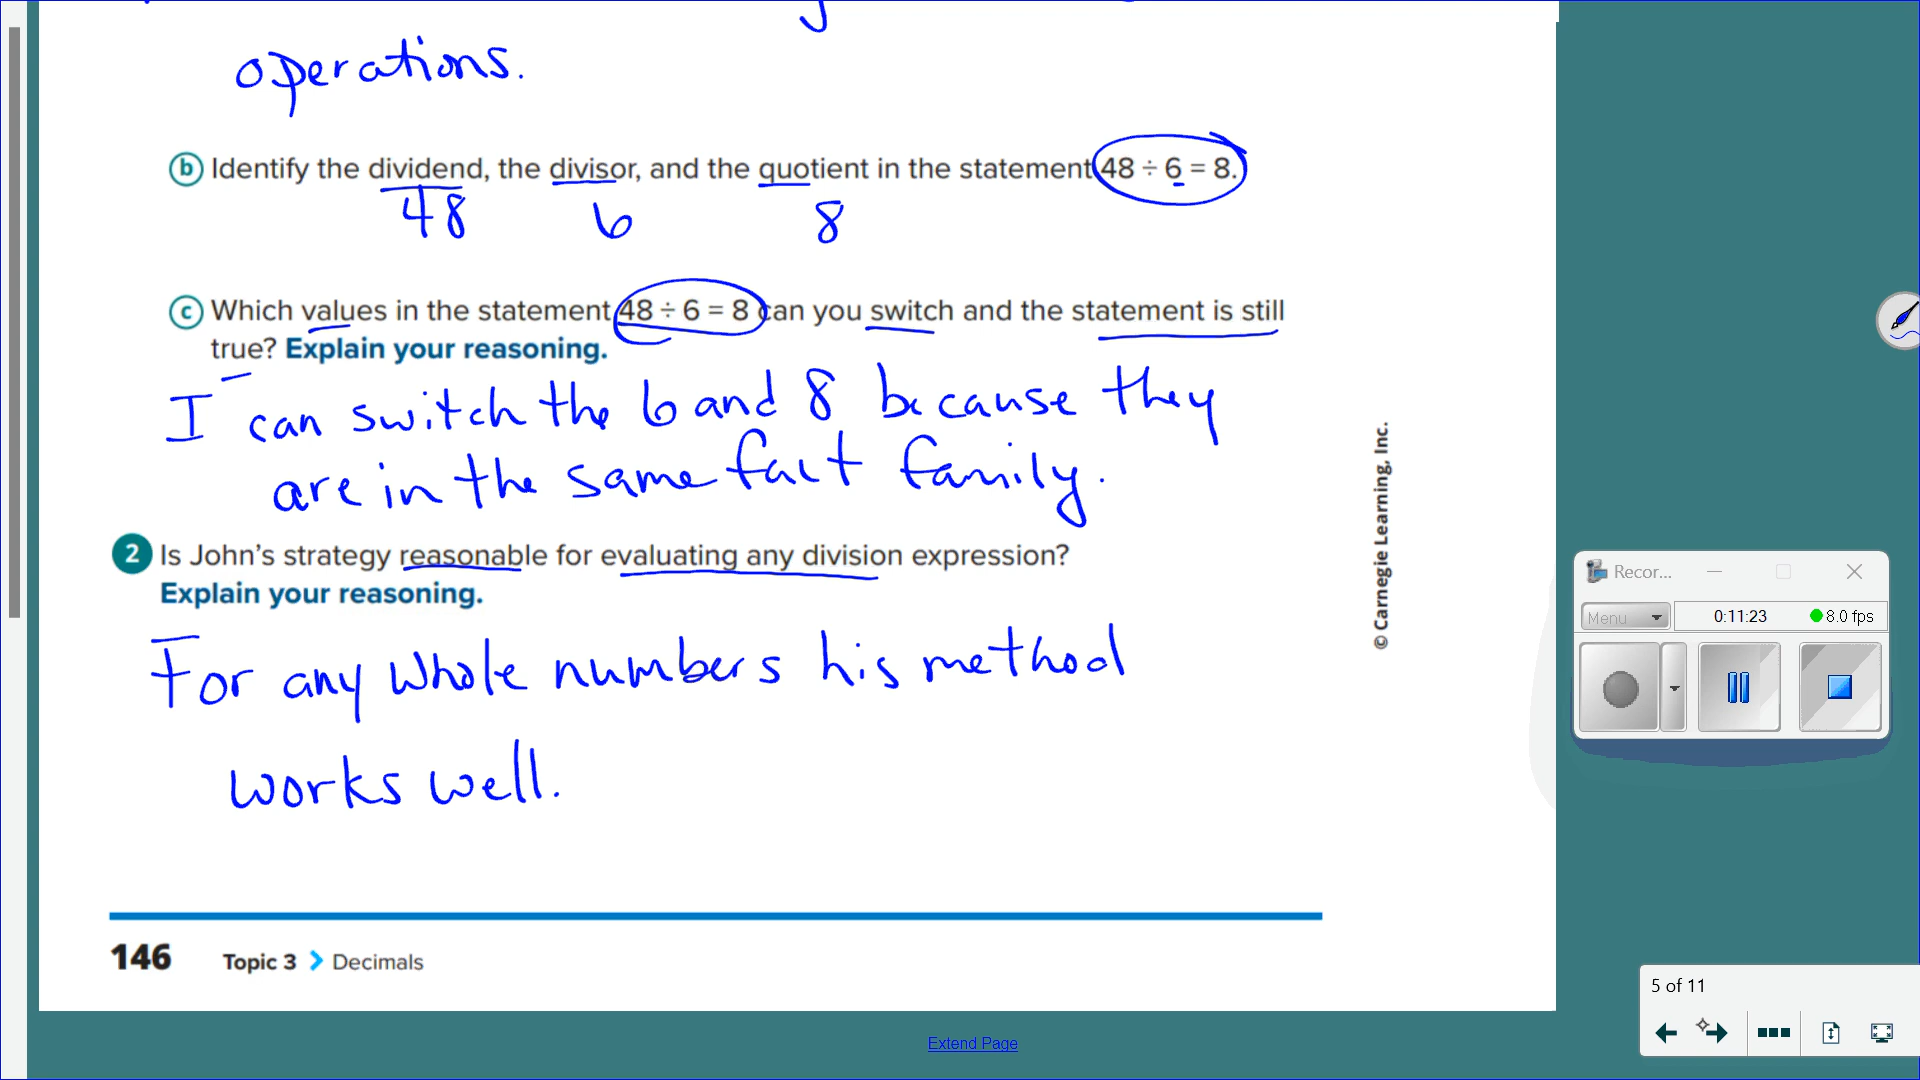 operations.
b Identify the dividend, the divisor, and the quotient in the statement 48 ÷ 6 = 8.
48 6 8
c Which values in the statement 48 ÷ 6 = 8 can you switch and the statement is still
true? Explain your reasoning.
I can switch the 6 and 8 because they
are in the same fact family.
2 Is John's strategy reasonable for evaluating any division expression?
Explain your reasoning.
For any whole numbers his method
works well.
© Carnegie Learning, Inc.
146 Topic 3 > Decimals
Extend Page
Recor...
Menu 0:11:23 8.0 fps
5 of 11